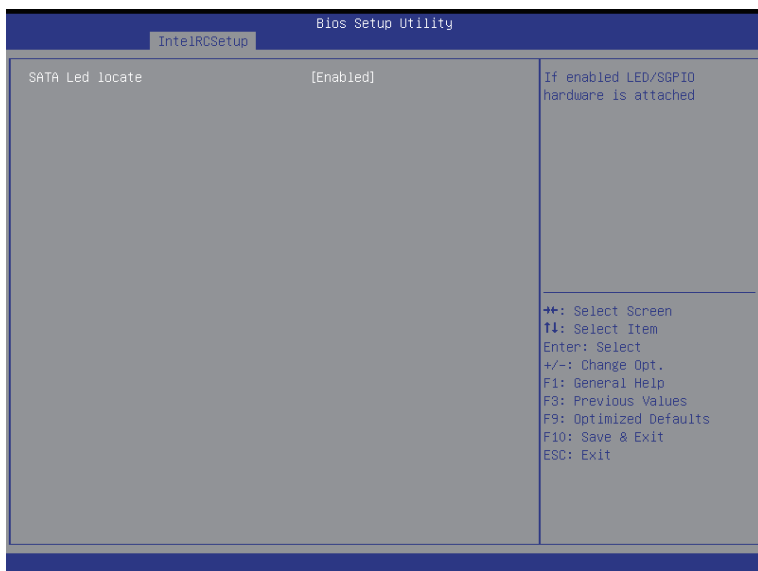 Bios Setup Utility
IntelRCSetup
SATA Led locate [Enabled]
If enabled LED/SGPIO
hardware is attached
→←: Select Screen
↑↓: Select Item
Enter: Select
+/-: Change Opt.
F1: General Help
F3: Previous Values
F9: Optimized Defaults
F10: Save & Exit
ESC: Exit